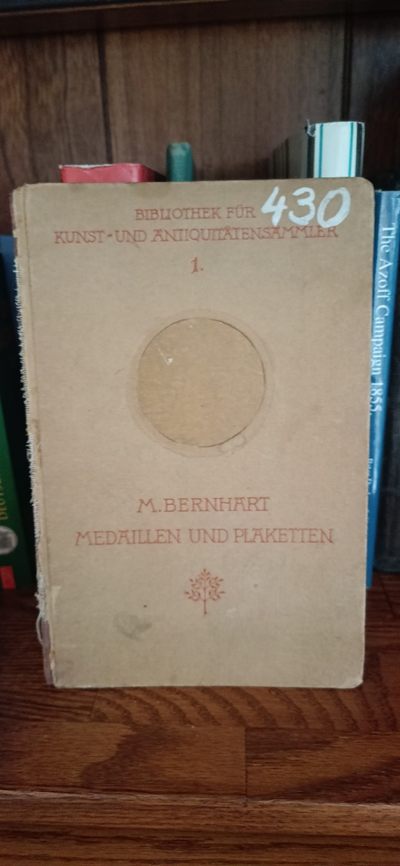 430
BIBLIOTHEK FÜR
KUNST-UND ANTIQUITÄTENSAMMLER
1.
M. BERNHART
MEDAILLEN UND PLAKETTEN
The Azoff Campaign 1855.